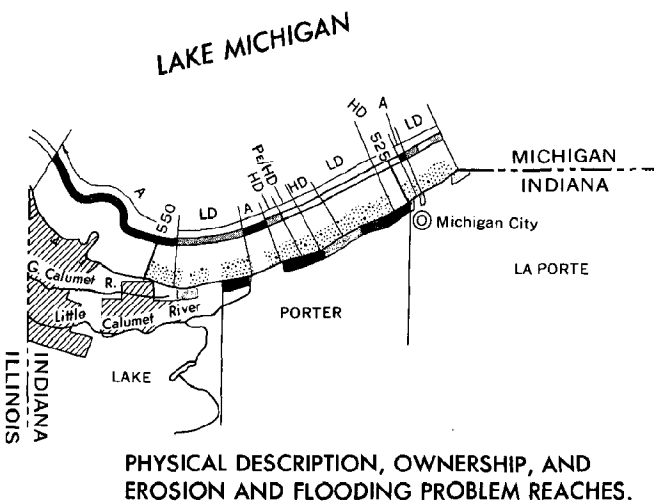 LAKE MICHIGAN
A
550
LD
A
HD
PE/HD
HD
LD
HD
525
A
LD
MICHIGAN
INDIANA
Michigan City
LA PORTE
G. Calumet R.
Little Calumet River
PORTER
LAKE
ILLINOIS
INDIANA
PHYSICAL DESCRIPTION, OWNERSHIP, AND
EROSION AND FLOODING PROBLEM REACHES.